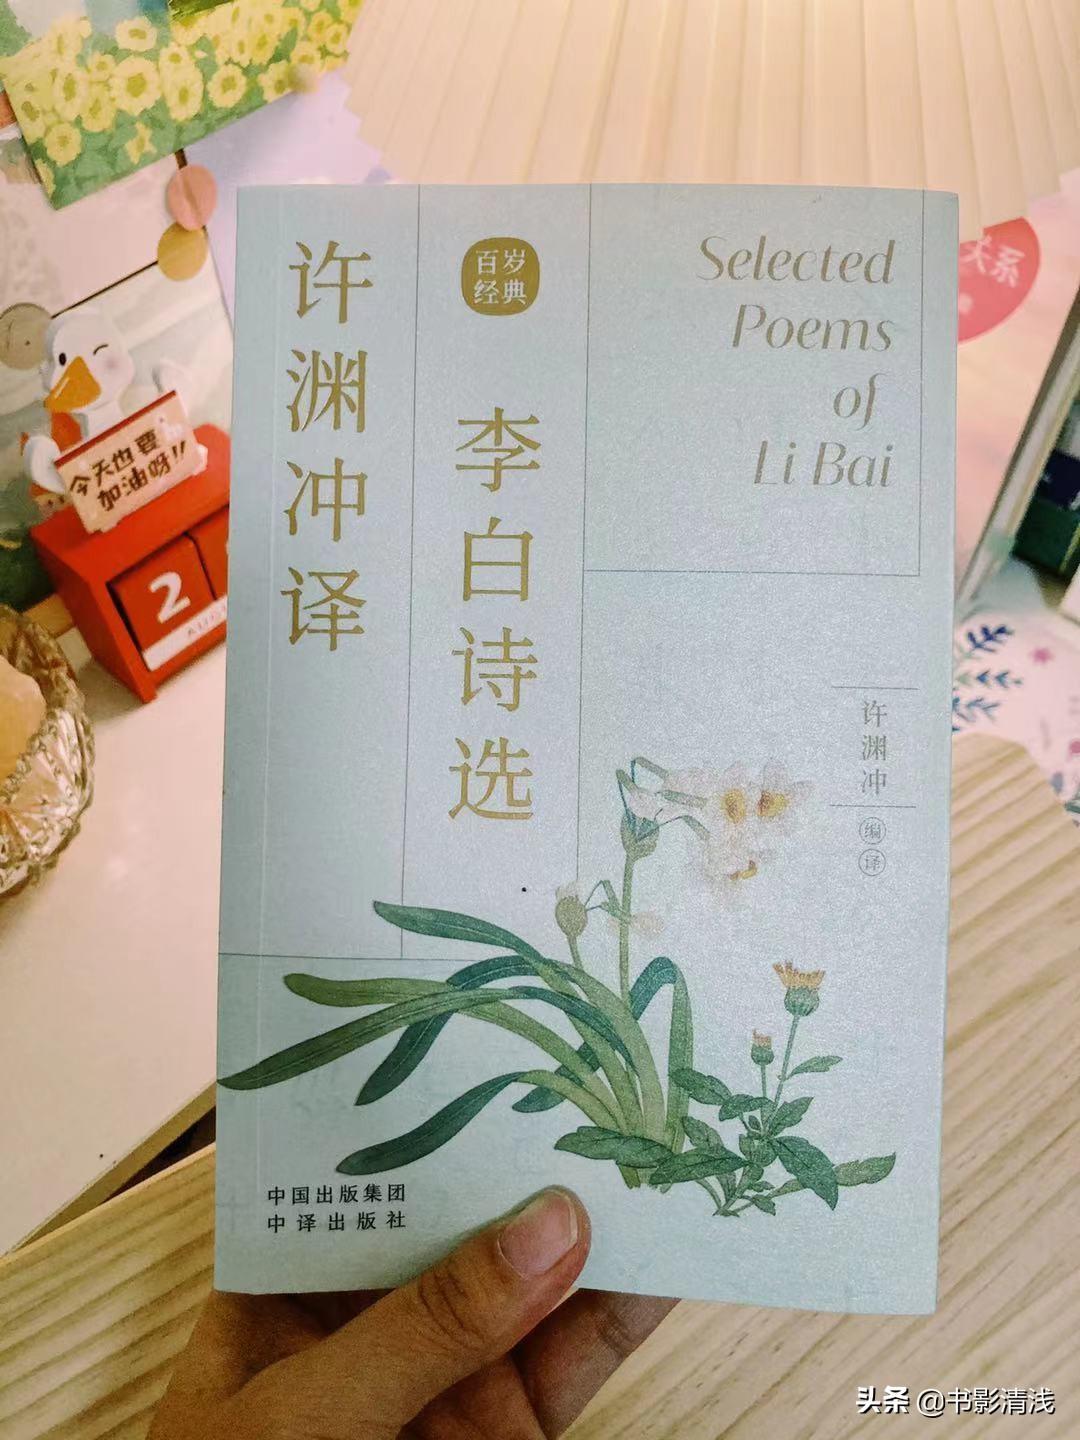 许渊冲译
百岁
经典
李白诗选
Selected
Poems
of
Li Bai
许渊冲
编译
中国出版集团
中译出版社
今天也要
加油呀!!
2
关系
头条 @书影清浅